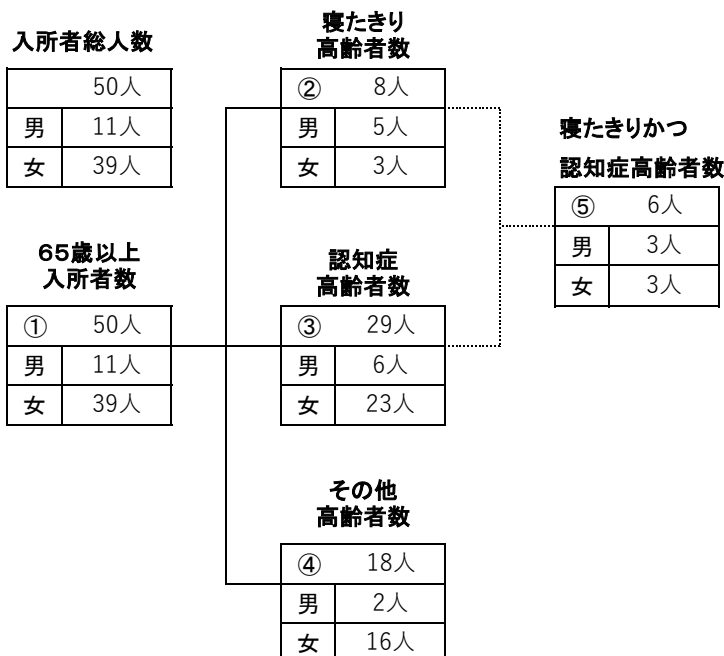 入所者総人数
50人
男 11人
女 39人
65歳以上
入所者数
① 50人
男 11人
女 39人
寝たきり
高齢者数
② 8人
男 5人
女 3人
認知症
高齢者数
③ 29人
男 6人
女 23人
その他
高齢者数
④ 18人
男 2人
女 16人
寝たきりかつ
認知症高齢者数
⑤ 6人
男 3人
女 3人